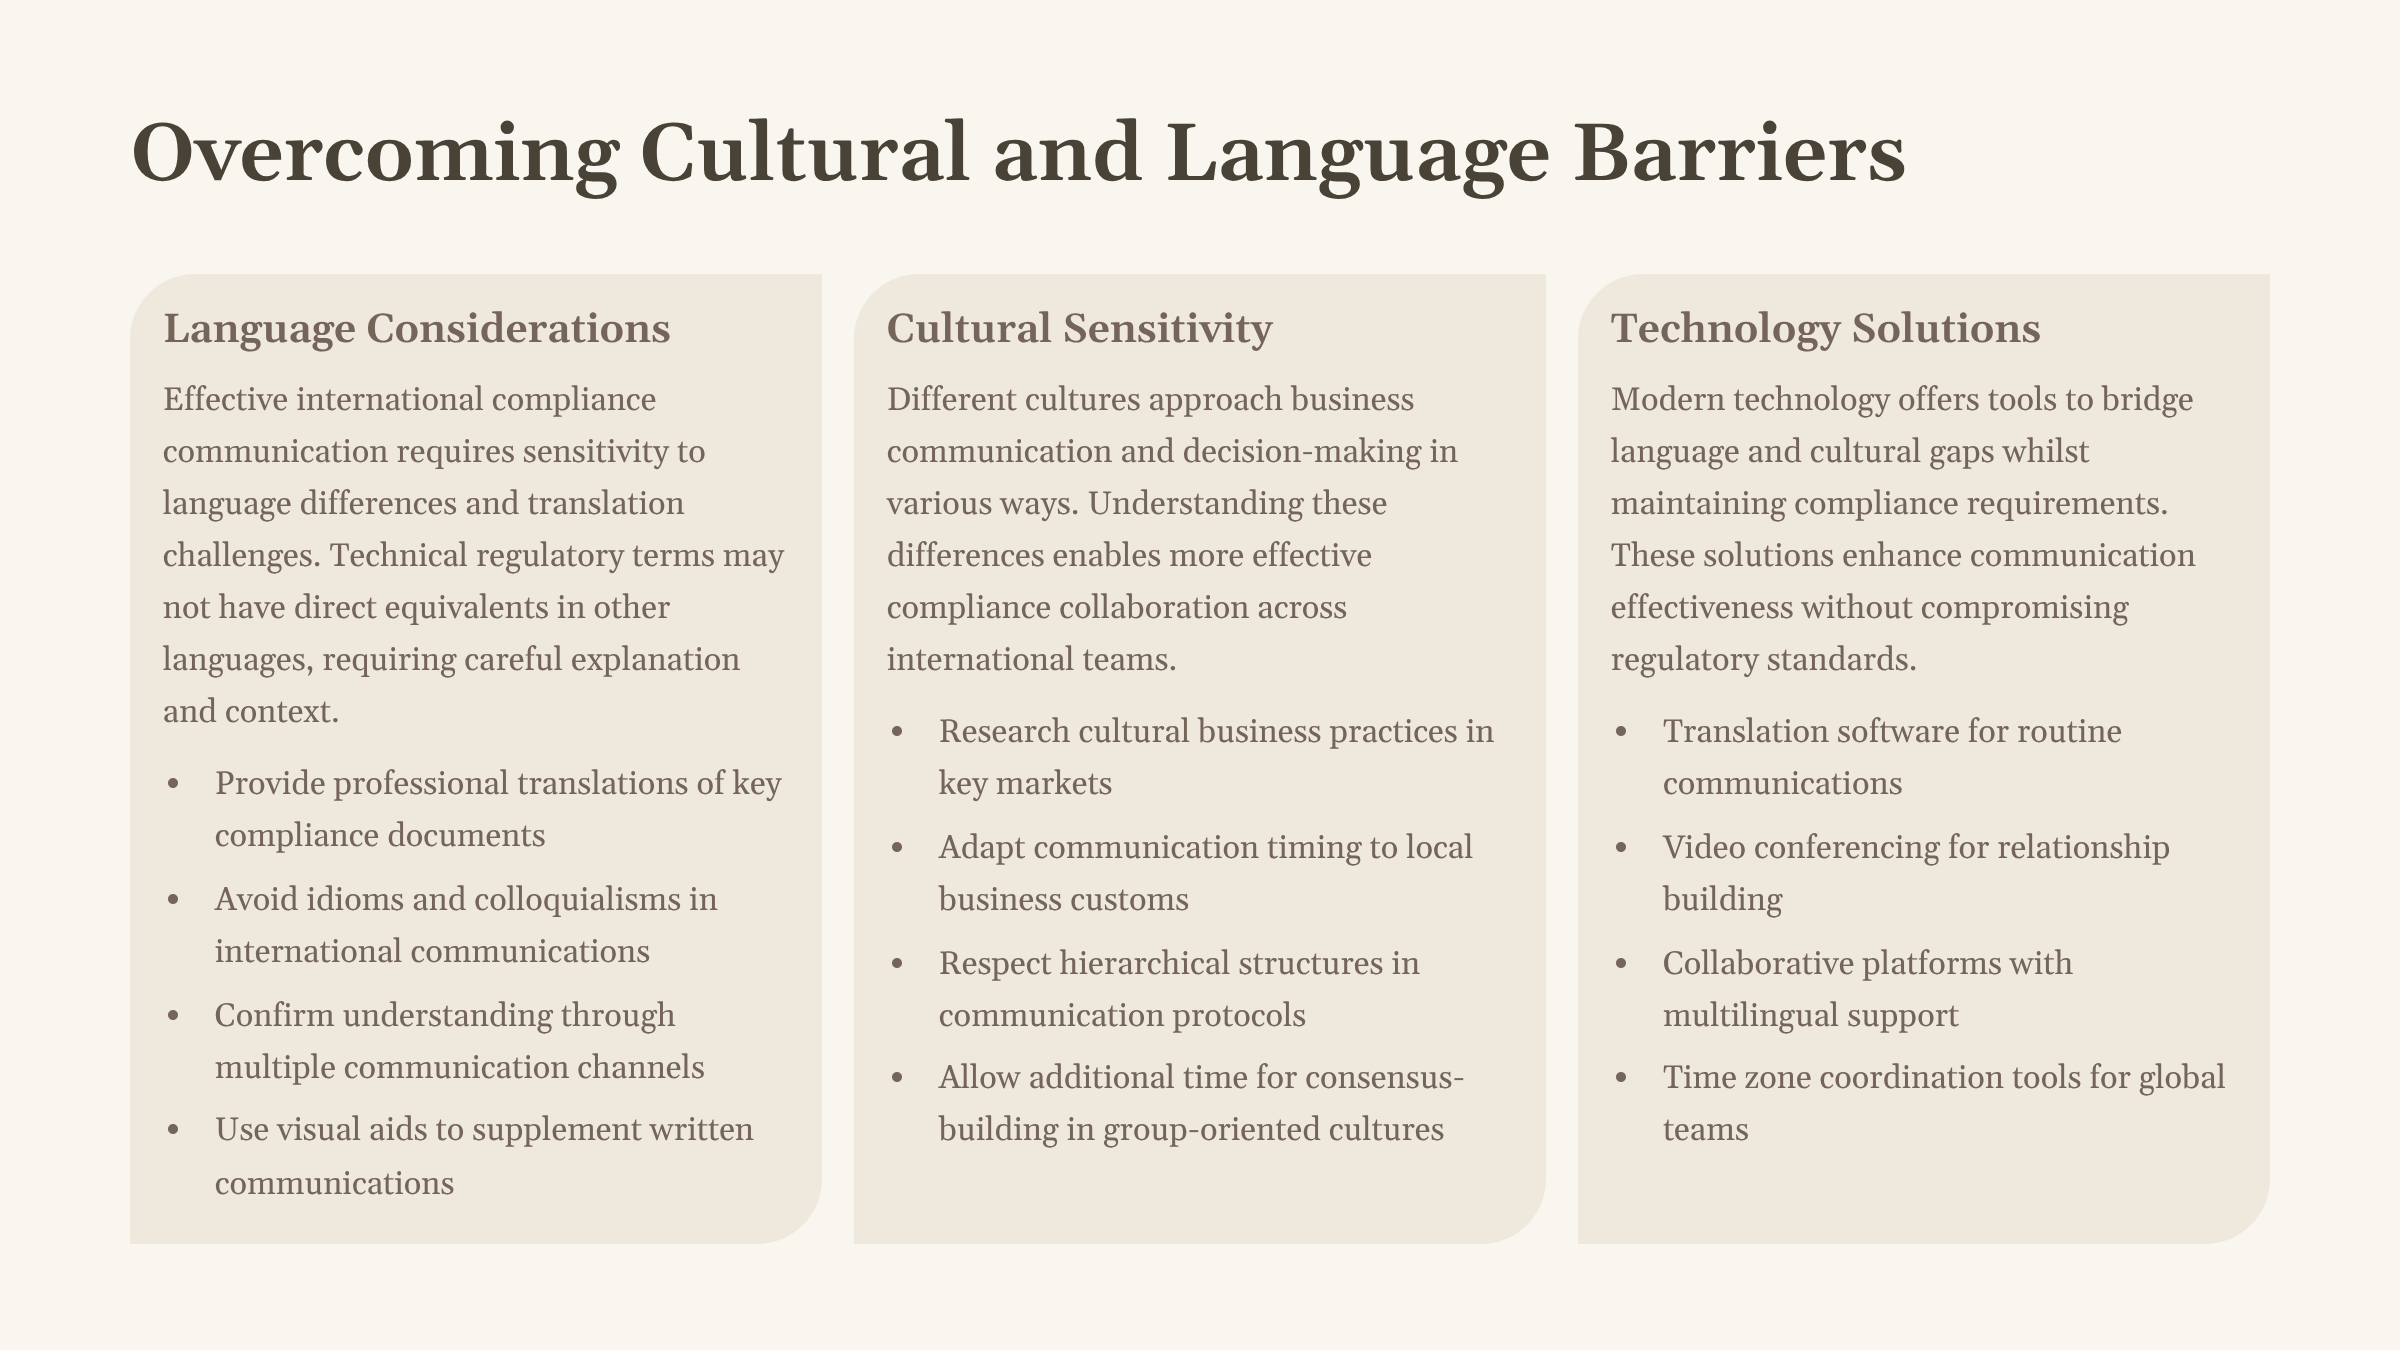 Overcoming Cultural and Language Barriers
Language Considerations
Effective international compliance
communication requires sensitivity to
language differences and translation
challenges. Technical regulatory terms may
not have direct equivalents in other
languages, requiring careful explanation
and context.
• Provide professional translations of key
compliance documents
• Avoid idioms and colloquialisms in
international communications
• Confirm understanding through
multiple communication channels
• Use visual aids to supplement written
communications
Cultural Sensitivity
Different cultures approach business
communication and decision-making in
various ways. Understanding these
differences enables more effective
compliance collaboration across
international teams.
• Research cultural business practices in
key markets
• Adapt communication timing to local
business customs
• Respect hierarchical structures in
communication protocols
• Allow additional time for consensus-
building in group-oriented cultures
Technology Solutions
Modern technology offers tools to bridge
language and cultural gaps whilst
maintaining compliance requirements.
These solutions enhance communication
effectiveness without compromising
regulatory standards.
• Translation software for routine
communications
• Video conferencing for relationship
building
• Collaborative platforms with
multilingual support
• Time zone coordination tools for global
teams